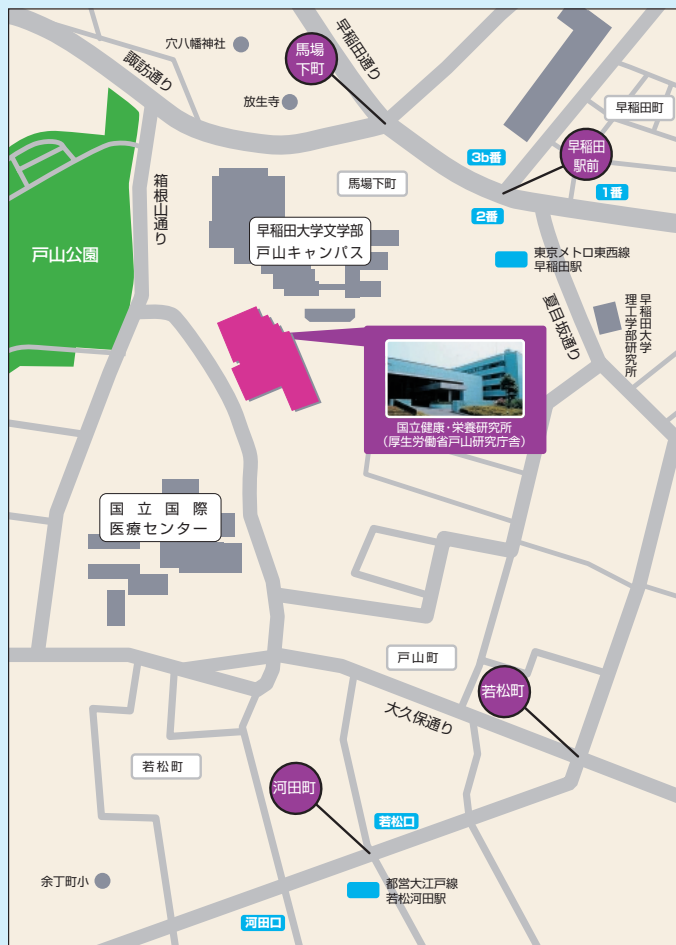 穴八幡神社
諏訪通り
馬場
下町
早稲田通り
放生寺
早稲田町
3b番
早稲田
駅前
1番
2番
馬場下町
箱根山通り
早稲田大学文学部
戸山キャンパス
戸山公園
東京メトロ東西線
早稲田駅
夏目坂通り
早稲田大学
理工学部研究所
国立健康・栄養研究所
（厚生労働省戸山研究庁舎）
国立国際
医療センター
戸山町
若松町
大久保通り
若松町
河田町
若松口
余丁町小
都営大江戸線
若松河田駅
河田口